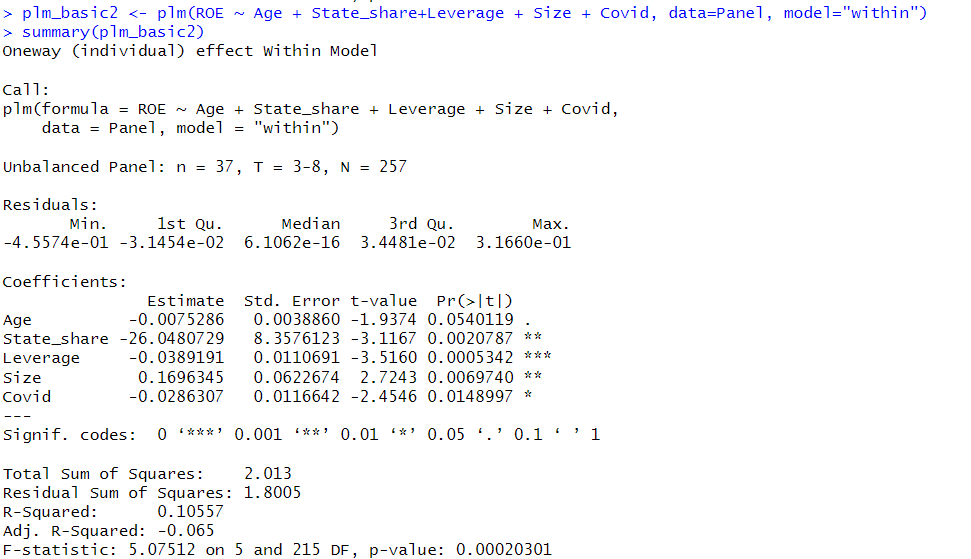 > plm_basic2 <- plm(ROE ~ Age + State_share+Leverage + Size + Covid, data=Panel, model="within")
> summary(plm_basic2)
Oneway (individual) effect Within Model
Call:
plm(formula = ROE ~ Age + State_share + Leverage + Size + Covid,
    data = Panel, model = "within")
Unbalanced Panel: n = 37, T = 3-8, N = 257
Residuals:
       Min.     1st Qu.      Median     3rd Qu.        Max.
-4.5574e-01 -3.1454e-02  6.1062e-16  3.4481e-02  3.1660e-01
Coefficients:
               Estimate  Std. Error t-value  Pr(>|t|)
Age          -0.0075286   0.0038860 -1.9374 0.0540119 .
State_share -26.0480729   8.3576123 -3.1167 0.0020787 **
Leverage     -0.0389191   0.0110691 -3.5160 0.0005342 ***
Size          0.1696345   0.0622674  2.7243 0.0069740 **
Covid        -0.0286307   0.0116642 -2.4546 0.0148997 *
---
Signif. codes:  0 ‘***’ 0.001 ‘**’ 0.01 ‘*’ 0.05 ‘.’ 0.1 ‘ ’ 1
Total Sum of Squares:    2.013
Residual Sum of Squares: 1.8005
R-Squared:      0.10557
Adj. R-Squared: -0.065
F-statistic: 5.07512 on 5 and 215 DF, p-value: 0.00020301